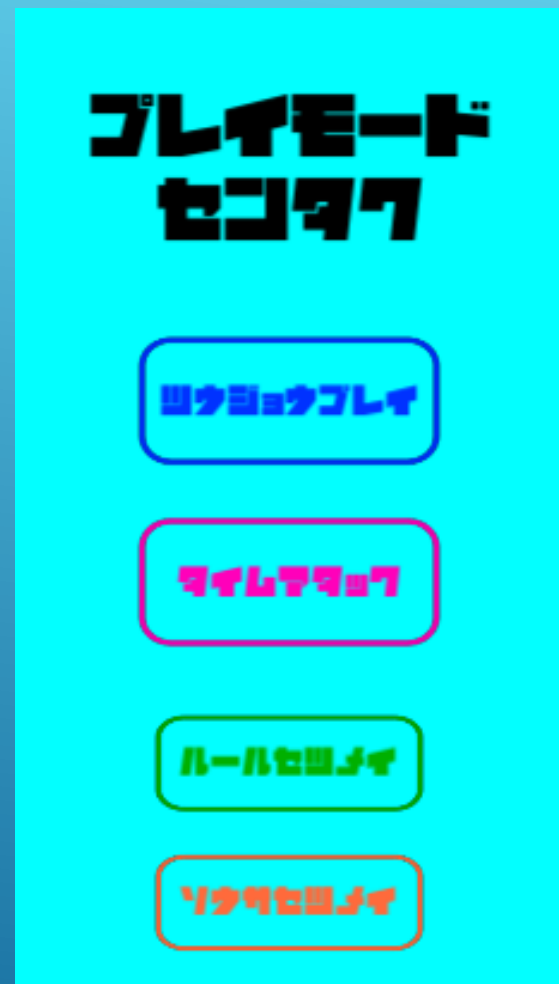 プレイモード
センタク
ツウジョウプレイ
タイムアタック
ルールセツメイ
ソウサセツメイ